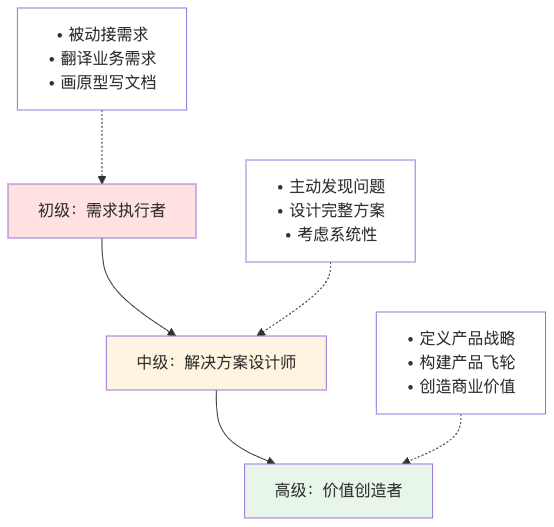 • 被动接需求
• 翻译业务需求
• 画原型写文档
初级：需求执行者
• 主动发现问题
• 设计完整方案
• 考虑系统性
中级：解决方案设计师
• 定义产品战略
• 构建产品飞轮
• 创造商业价值
高级：价值创造者